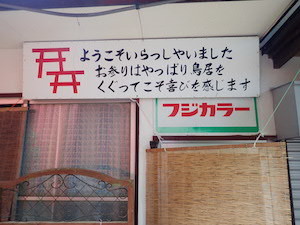 ようこそいらっしゃいました
お参りはやっぱり鳥居を
くぐってこそ喜びを感じます
フジカラー